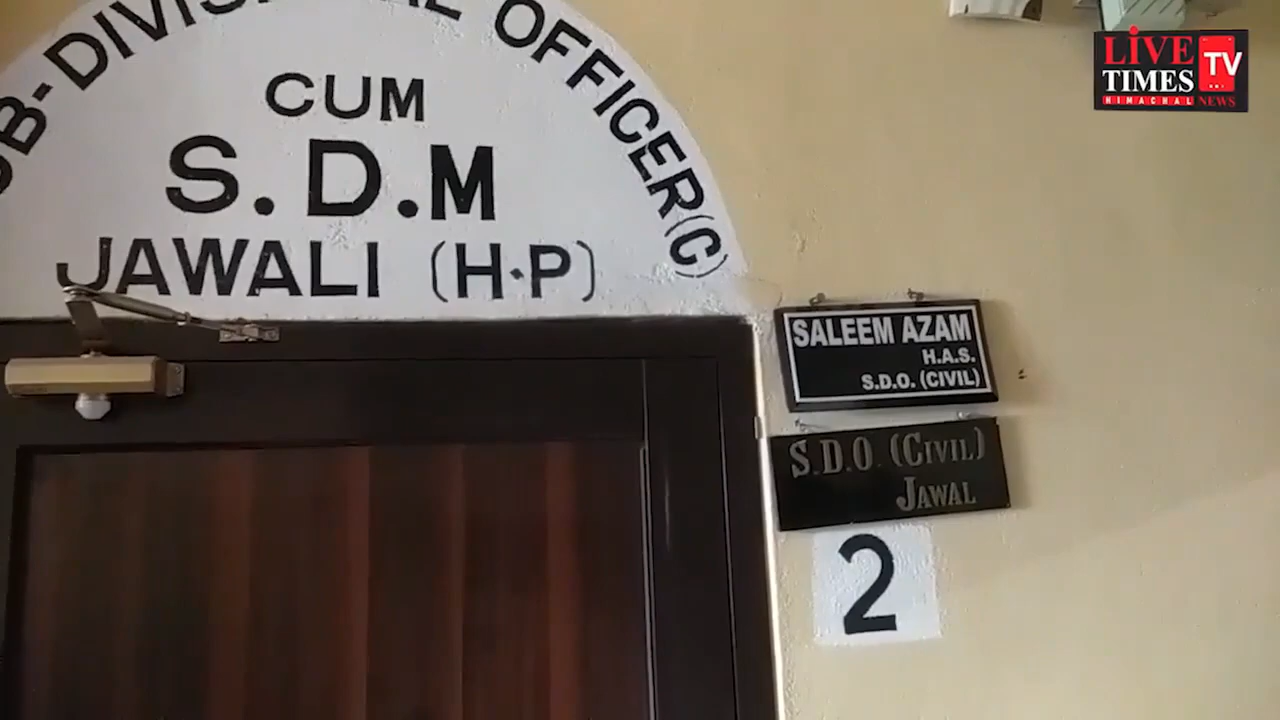 OFFICER(C)
CUM
S.D.M
JAWALI (H.P)
SALEEM AZAM
H.A.S.
S.D.O. (CIVIL)
S.D.O. (CIVIL)
JAWAL
2
LiVE
TIMES
TV
HIMACHAL NEWS